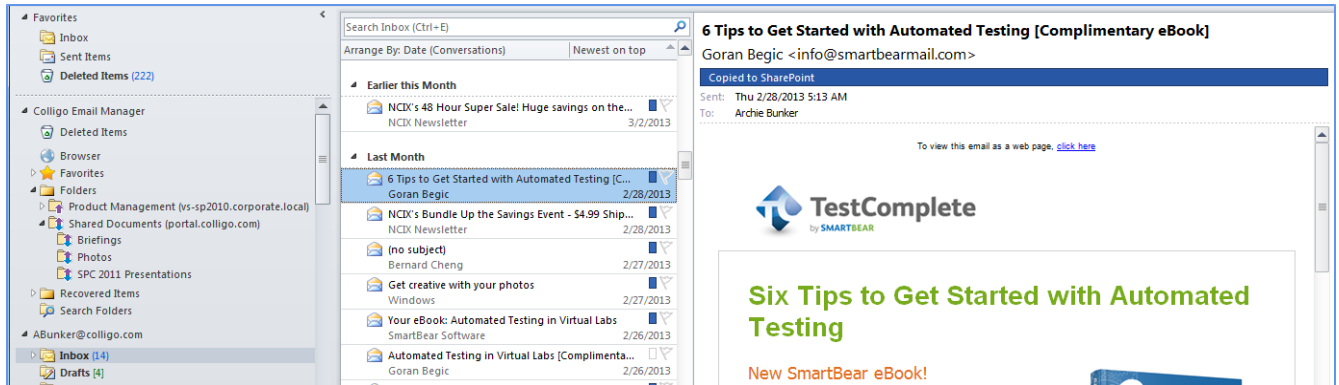 Favorites
Inbox
Sent Items
Deleted Items (222)
Colligo Email Manager
Deleted Items
Browser
Favorites
Folders
Product Management (vs-sp2010.corporate.local)
Shared Documents (portal.colligo.com)
Briefings
Photos
SPC 2011 Presentations
Recovered Items
Search Folders
ABunker@colligo.com
Inbox (14)
Drafts [4]
Search Inbox (Ctrl+E)
Arrange By: Date (Conversations) Newest on top
Earlier this Month
NCIX's 48 Hour Super Sale! Huge savings on the...
NCIX Newsletter 3/2/2013
Last Month
6 Tips to Get Started with Automated Testing [C...
Goran Begic 2/28/2013
NCIX's Bundle Up the Savings Event - $4.99 Ship...
NCIX Newsletter 2/28/2013
(no subject)
Bernard Cheng 2/27/2013
Get creative with your photos
Windows 2/27/2013
Your eBook: Automated Testing in Virtual Labs
SmartBear Software 2/26/2013
Automated Testing in Virtual Labs [Complimenta...
Goran Begic 2/26/2013
6 Tips to Get Started with Automated Testing [Complimentary eBook]
Goran Begic <info@smartbearmail.com>
Copied to SharePoint
Sent: Thu 2/28/2013 5:13 AM
To: Archie Bunker
To view this email as a web page, click here
TestComplete
by SMARTBEAR
Six Tips to Get Started with Automated
Testing
New SmartBear eBook!